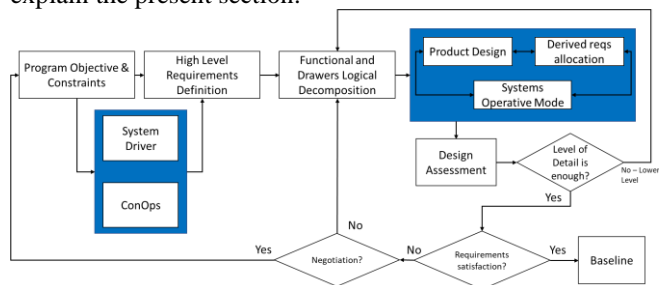 explain the present section.
Program Objective &
Constraints
High Level
Requirements
Definition
Functional and
Drawers Logical
Decomposition
Product Design
Derived reqs
allocation
Systems
Operative Mode
System
Driver
ConOps
Design
Assessment
Level of
Detail is
enough?
No – Lower
Level
Yes
No
Yes
Negotiation?
No
Requirements
satisfaction?
Yes
Baseline